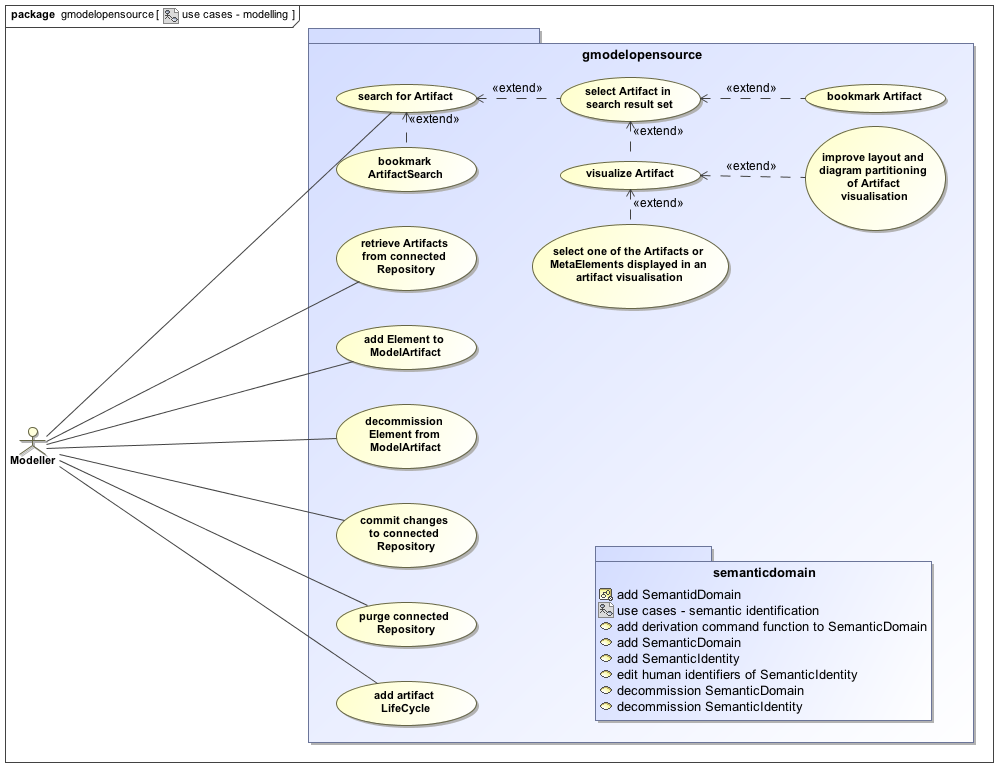 package gmodelopensource [ use cases - modelling ]
gmodelopensource
search for Artifact
«extend»
select Artifact in
search result set
«extend»
bookmark Artifact
«extend»
bookmark
ArtifactSearch
«extend»
visualize Artifact
«extend»
improve layout and
diagram partitioning
of Artifact
visualisation
«extend»
select one of the Artifacts or
MetaElements displayed in an
artifact visualisation
retrieve Artifacts
from connected
Repository
add Element to
ModelArtifact
decommission
Element from
ModelArtifact
Modeller
commit changes
to connected
Repository
purge connected
Repository
add artifact
LifeCycle
semanticdomain
add SemantidDomain
use cases - semantic identification
add derivation command function to SemanticDomain
add SemanticDomain
add SemanticIdentity
edit human identifiers of SemanticIdentity
decommission SemanticDomain
decommission SemanticIdentity